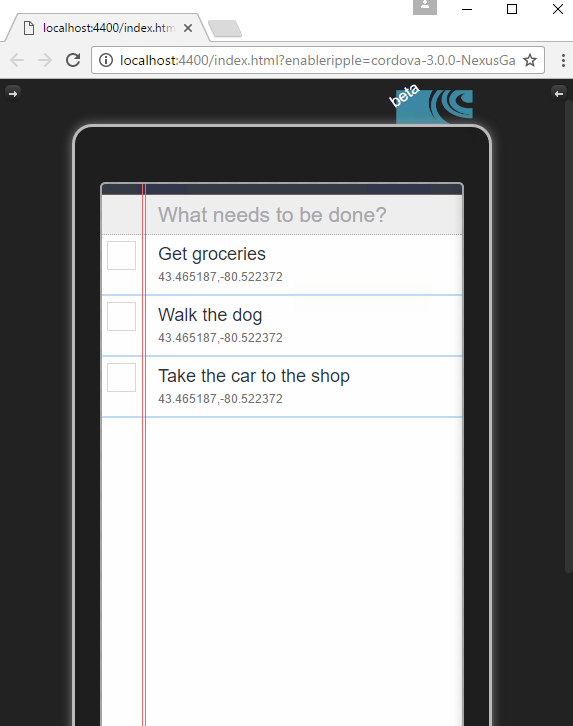 localhost:4400/index.htm
localhost:4400/index.html?enableripple=cordova-3.0.0-NexusGa
beta
What needs to be done?
Get groceries
43.465187,-80.522372
Walk the dog
43.465187,-80.522372
Take the car to the shop
43.465187,-80.522372